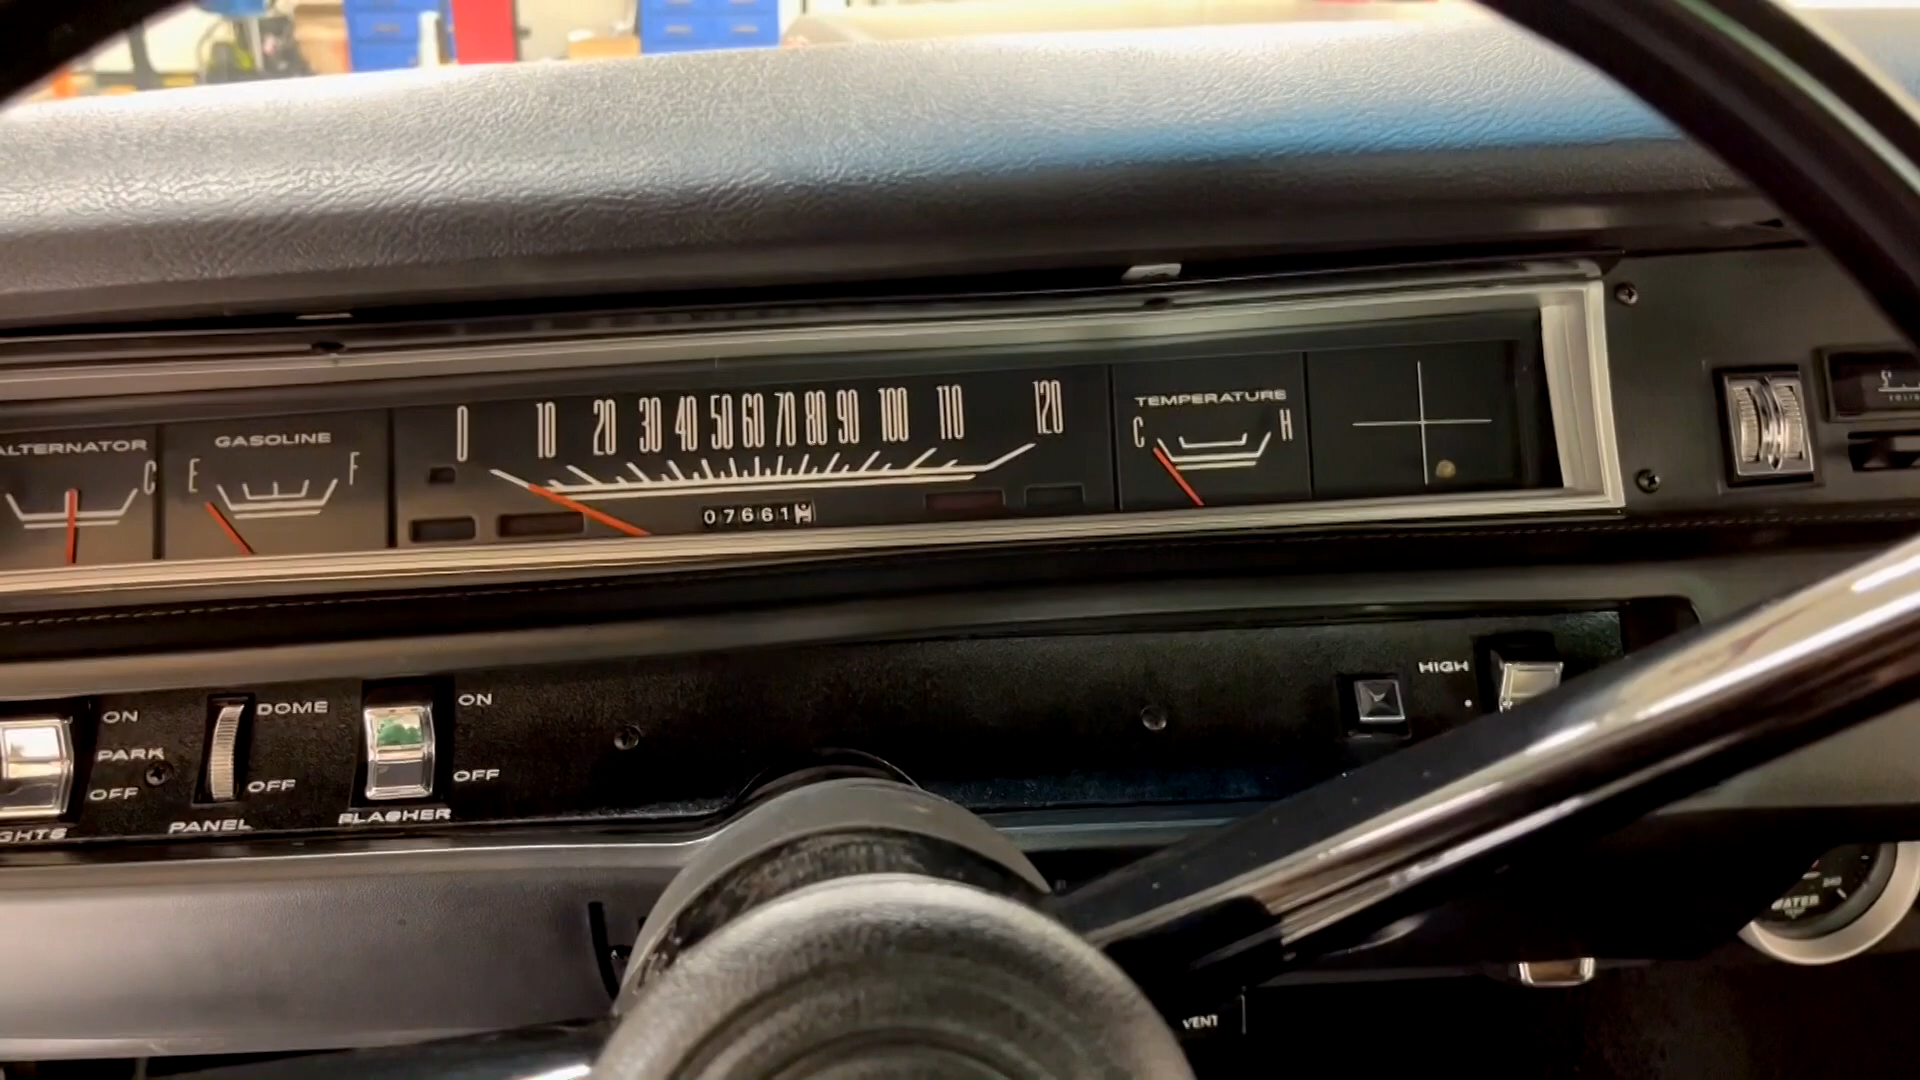 ALTERNATOR
C
GASOLINE
E
F
0 10 20 30 40 50 60 70 80 90 100 110 120
07661
TEMPERATURE
C
H
ON
PARK
OFF
DOME
OFF
PANEL
ON
OFF
FLASHER
HIGH
WATER
VENT